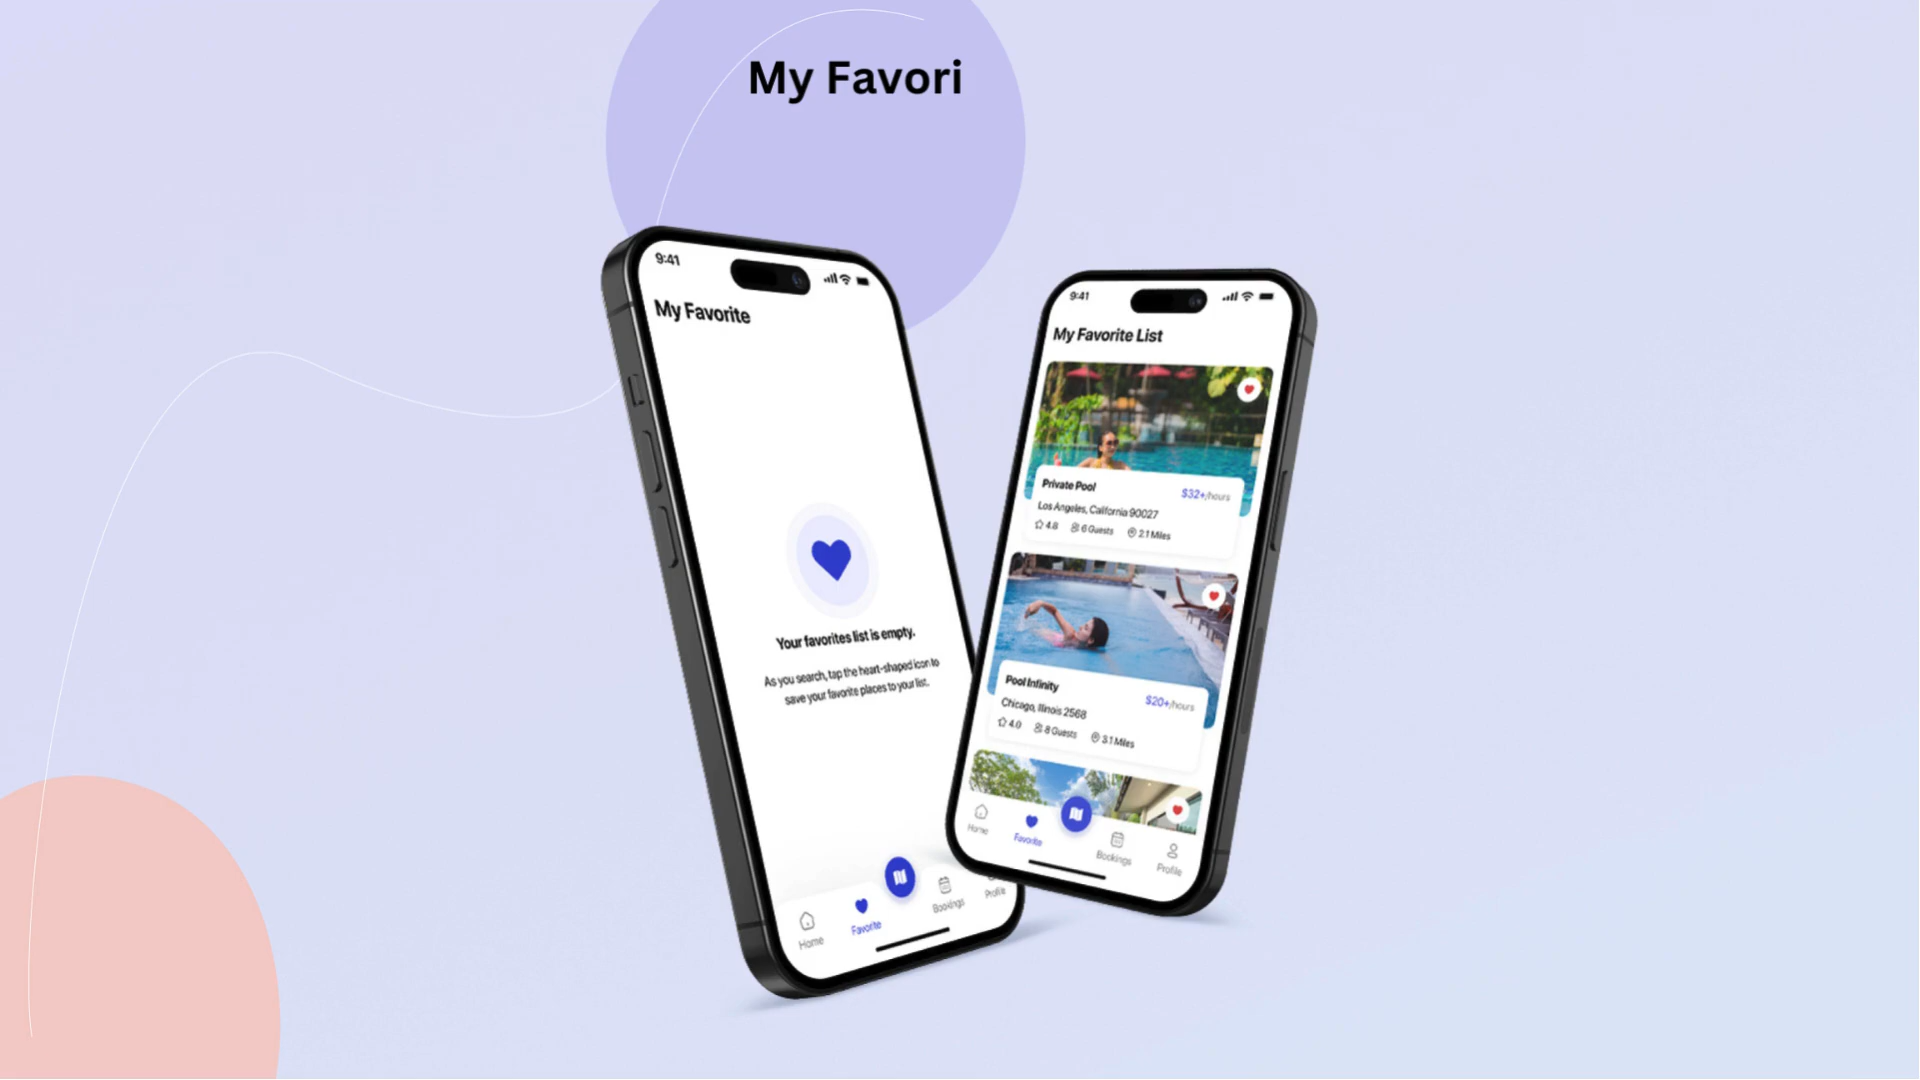 My Favori
9:41
My Favorite
Your favorites list is empty.
As you search, tap the heart-shaped icon to
save your favorite places to your list.
Home
Favorite
Bookings
Profile
9:41
My Favorite List
Private Pool
$32+/hours
Los Angeles, California 90027
4.8
6 Guests
2.1 Miles
Pool Infinity
$20+/hours
Chicago, Illinois 2568
4.0
8 Guests
3.1 Miles
Home
Favorite
Bookings
Profile